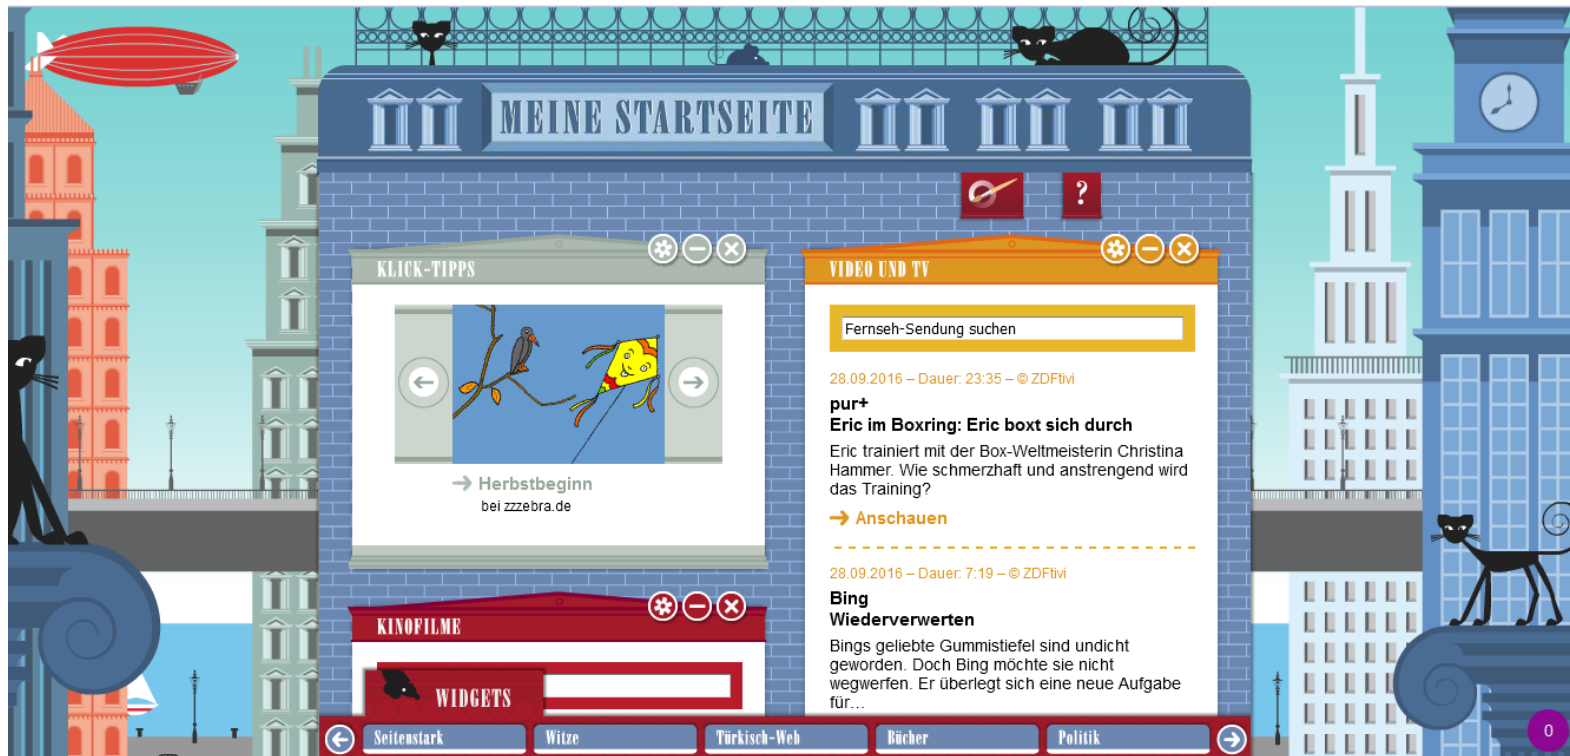 MEINE STARTSEITE
?
KLICK-TIPPS
Herbstbeginn
bei zzzebra.de
KINOFILME
VIDEO UND TV
Fernseh-Sendung suchen
28.09.2016 – Dauer: 23:35 – © ZDFtivi
pur+
Eric im Boxring: Eric boxt sich durch
Eric trainiert mit der Box-Weltmeisterin Christina
Hammer. Wie schmerzhaft und anstrengend wird
das Training?
Anschauen
28.09.2016 – Dauer: 7:19 – © ZDFtivi
Bing
Wiederverwerten
Bings geliebte Gummistiefel sind undicht
geworden. Doch Bing möchte sie nicht
wegwerfen. Er überlegt sich eine neue Aufgabe
für…
WIDGETS
Seitenstark
Witze
Türkisch-Web
Bücher
Politik
0